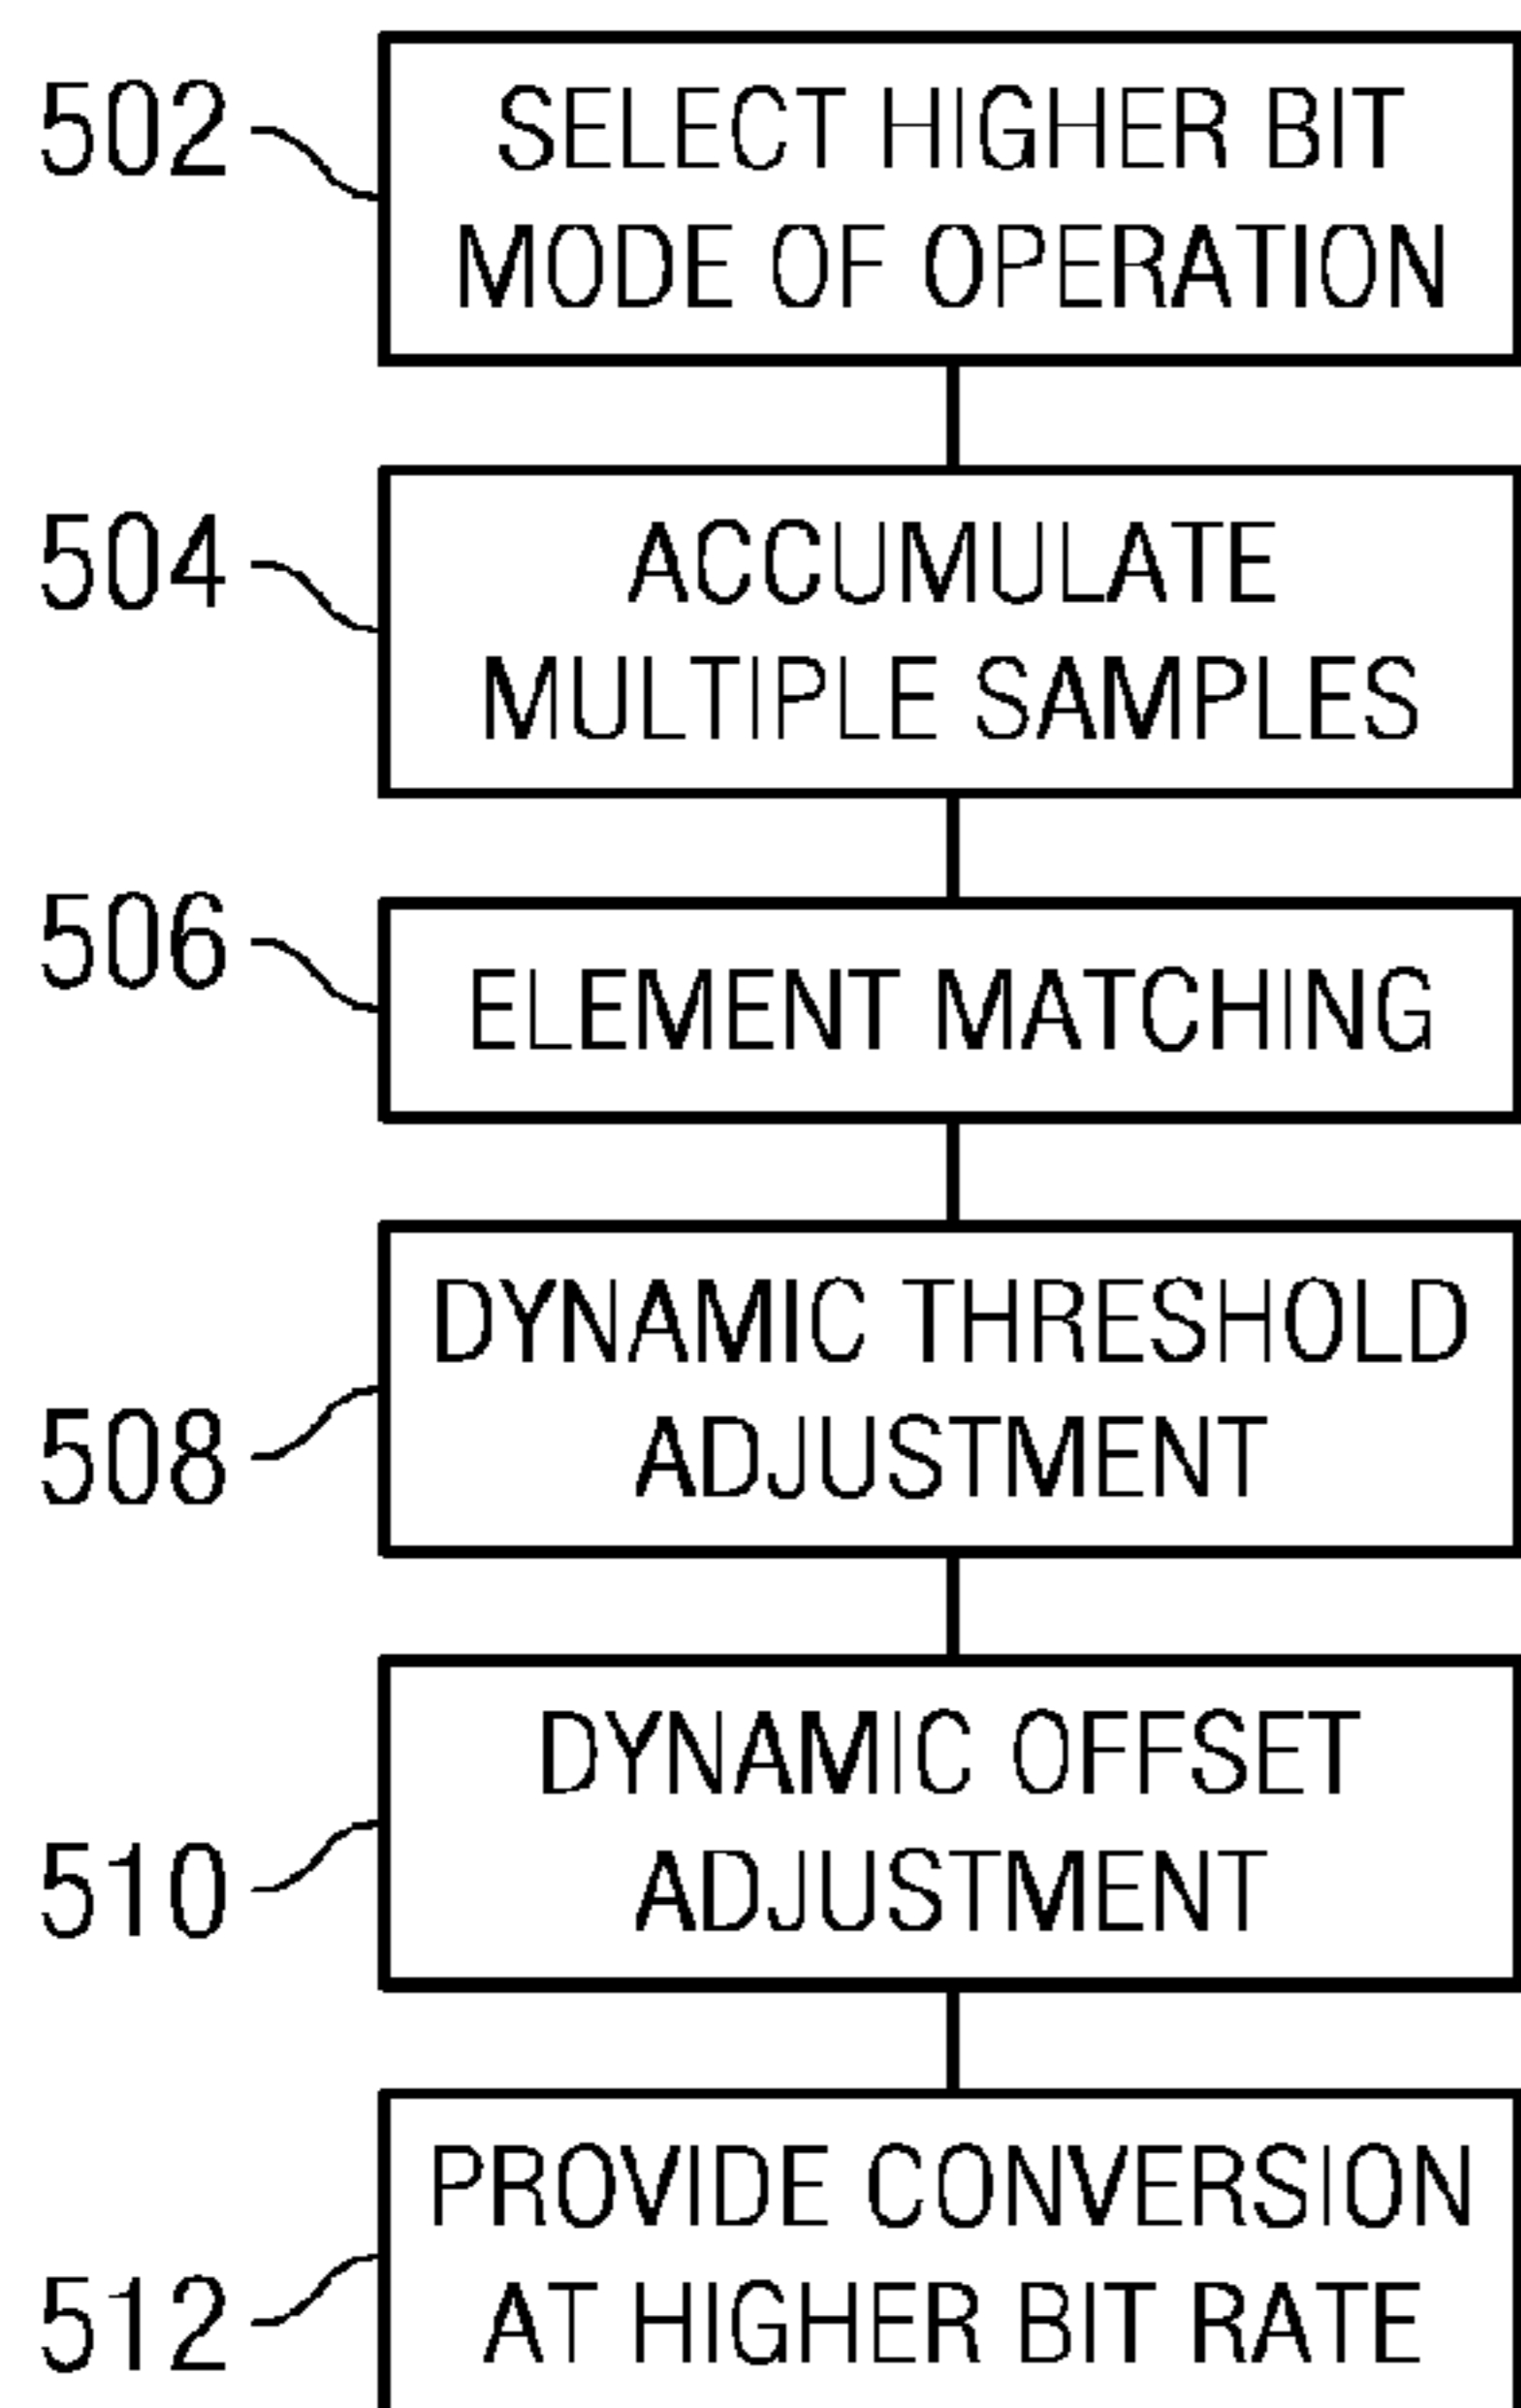 502
SELECT HIGHER BIT
MODE OF OPERATION
504
ACCUMULATE
MULTIPLE SAMPLES
506
ELEMENT MATCHING
508
DYNAMIC THRESHOLD
ADJUSTMENT
510
DYNAMIC OFFSET
ADJUSTMENT
512
PROVIDE CONVERSION
AT HIGHER BIT RATE